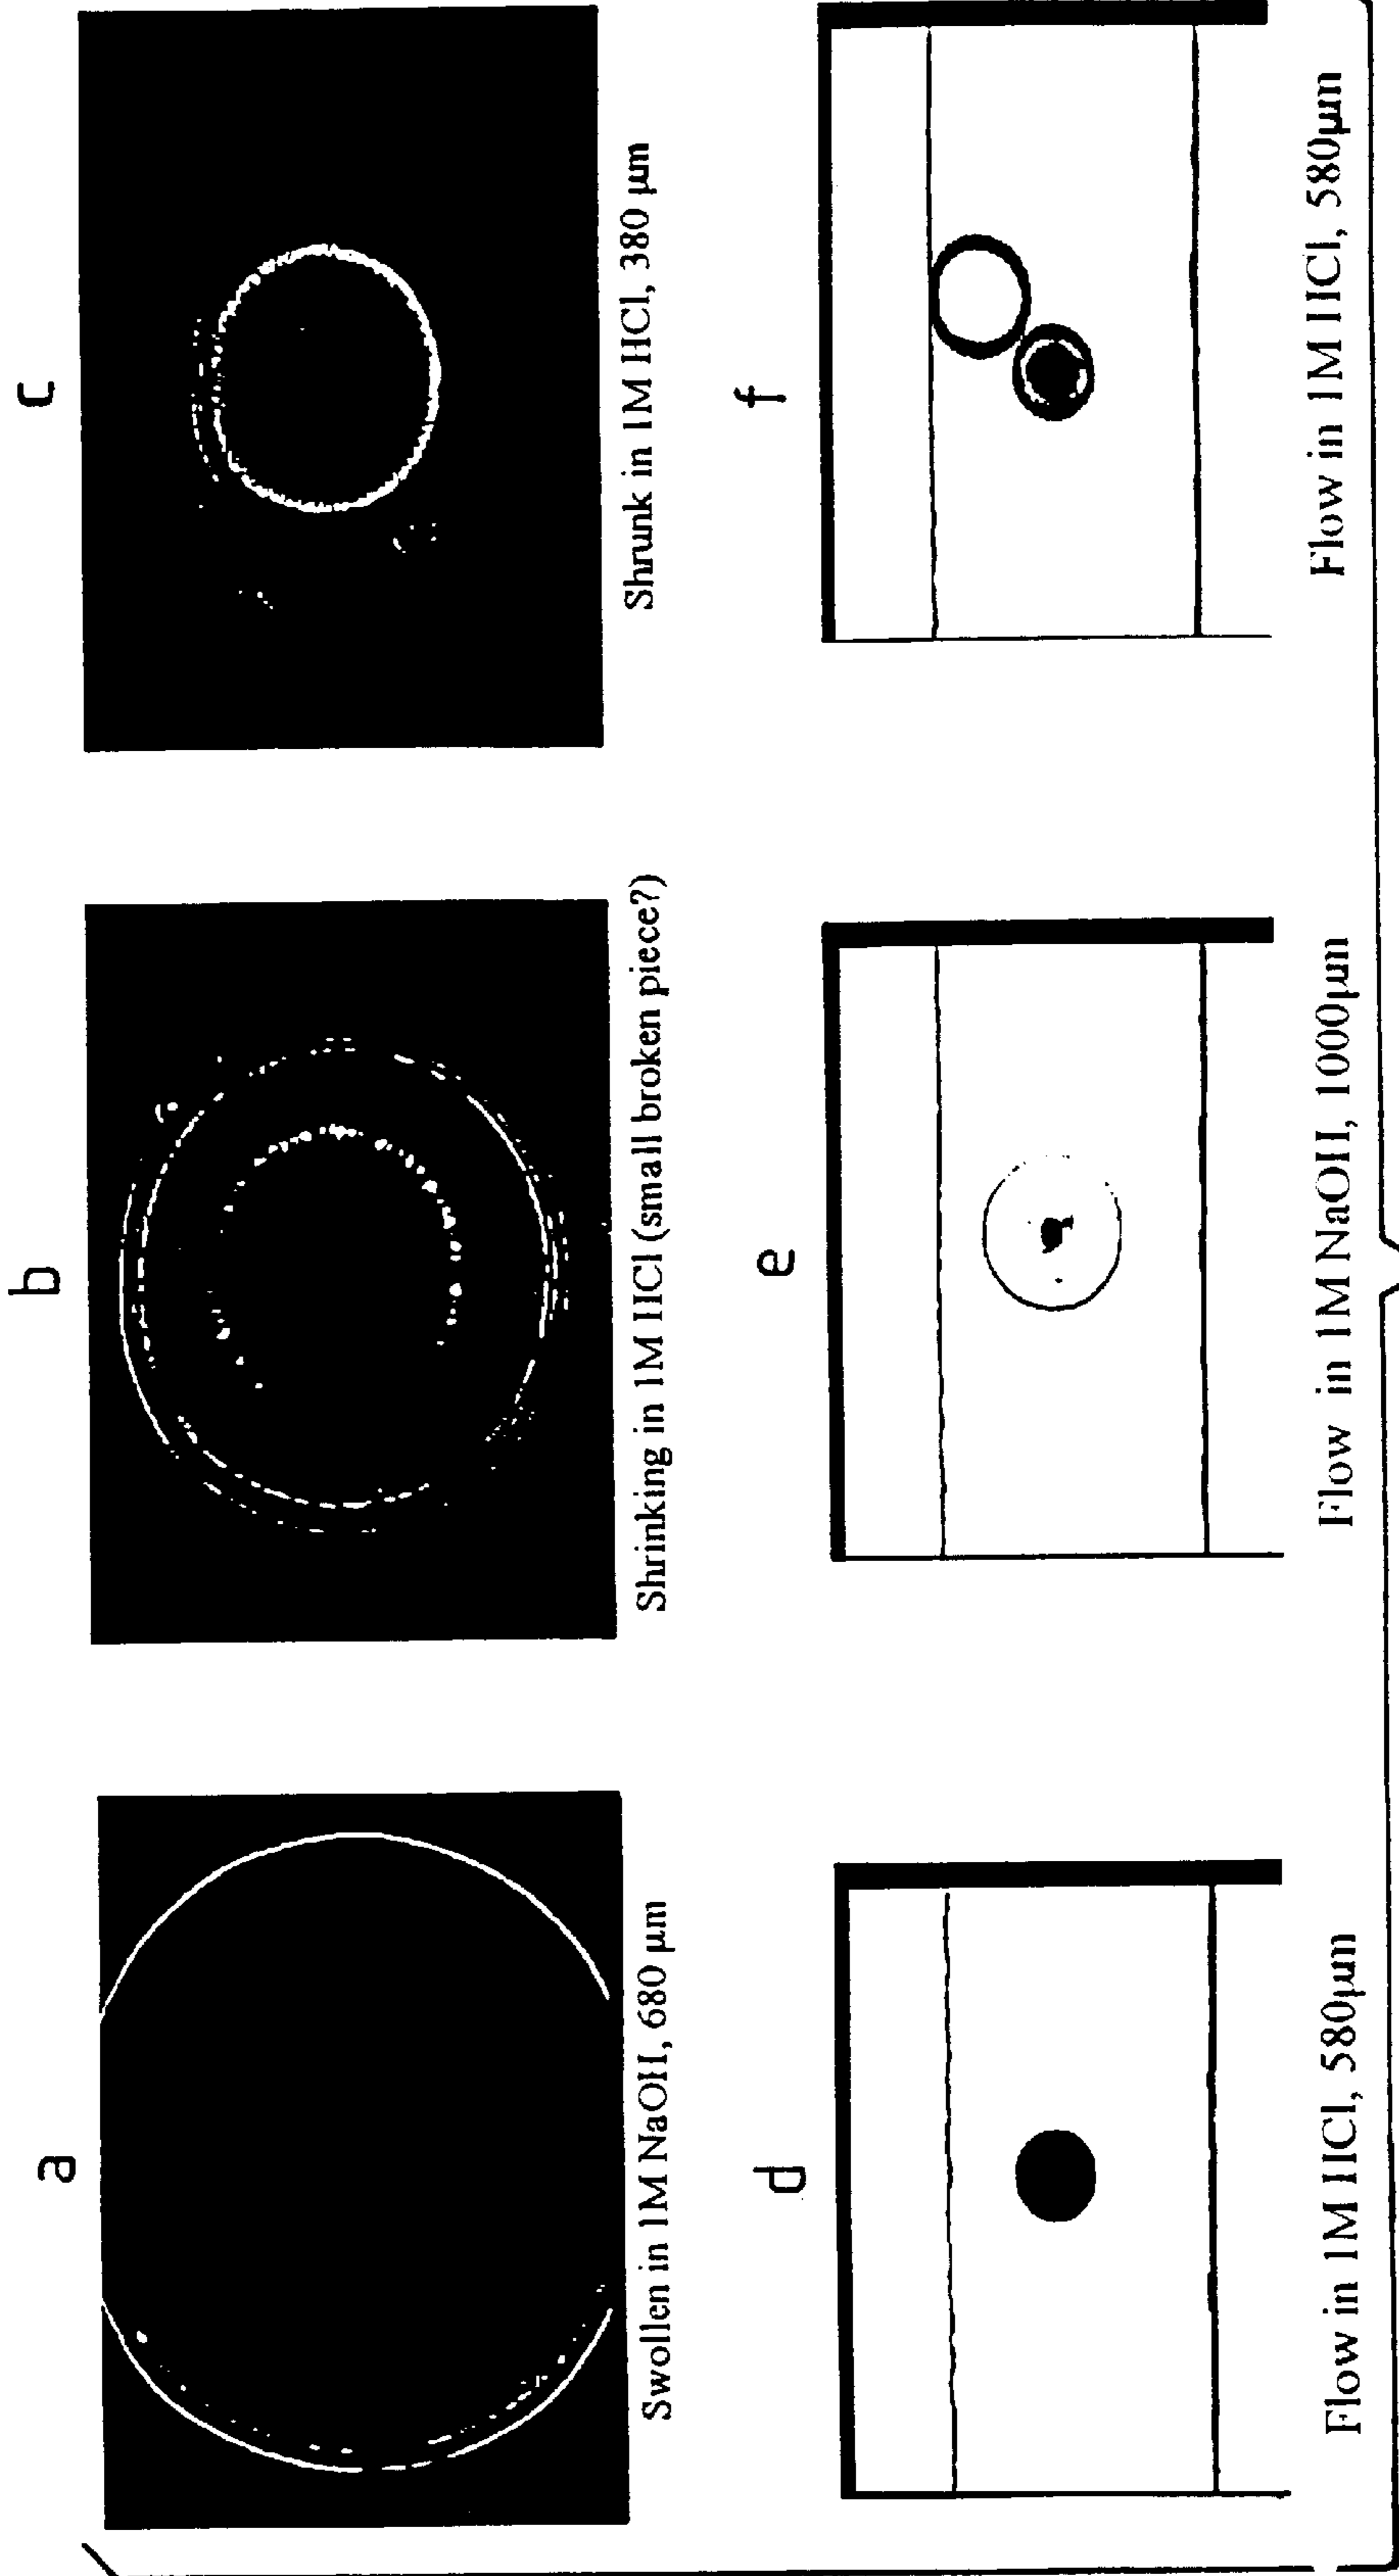 a
b
c
Swollen in 1M NaOH, 680 µm
Shrinking in 1M HCl (small broken piece?)
Shrunk in 1M HCl, 380 µm
d
e
f
Flow in 1M HCl, 580µm
Flow in 1M NaOH, 1000µm
Flow in 1M HCl, 580µm